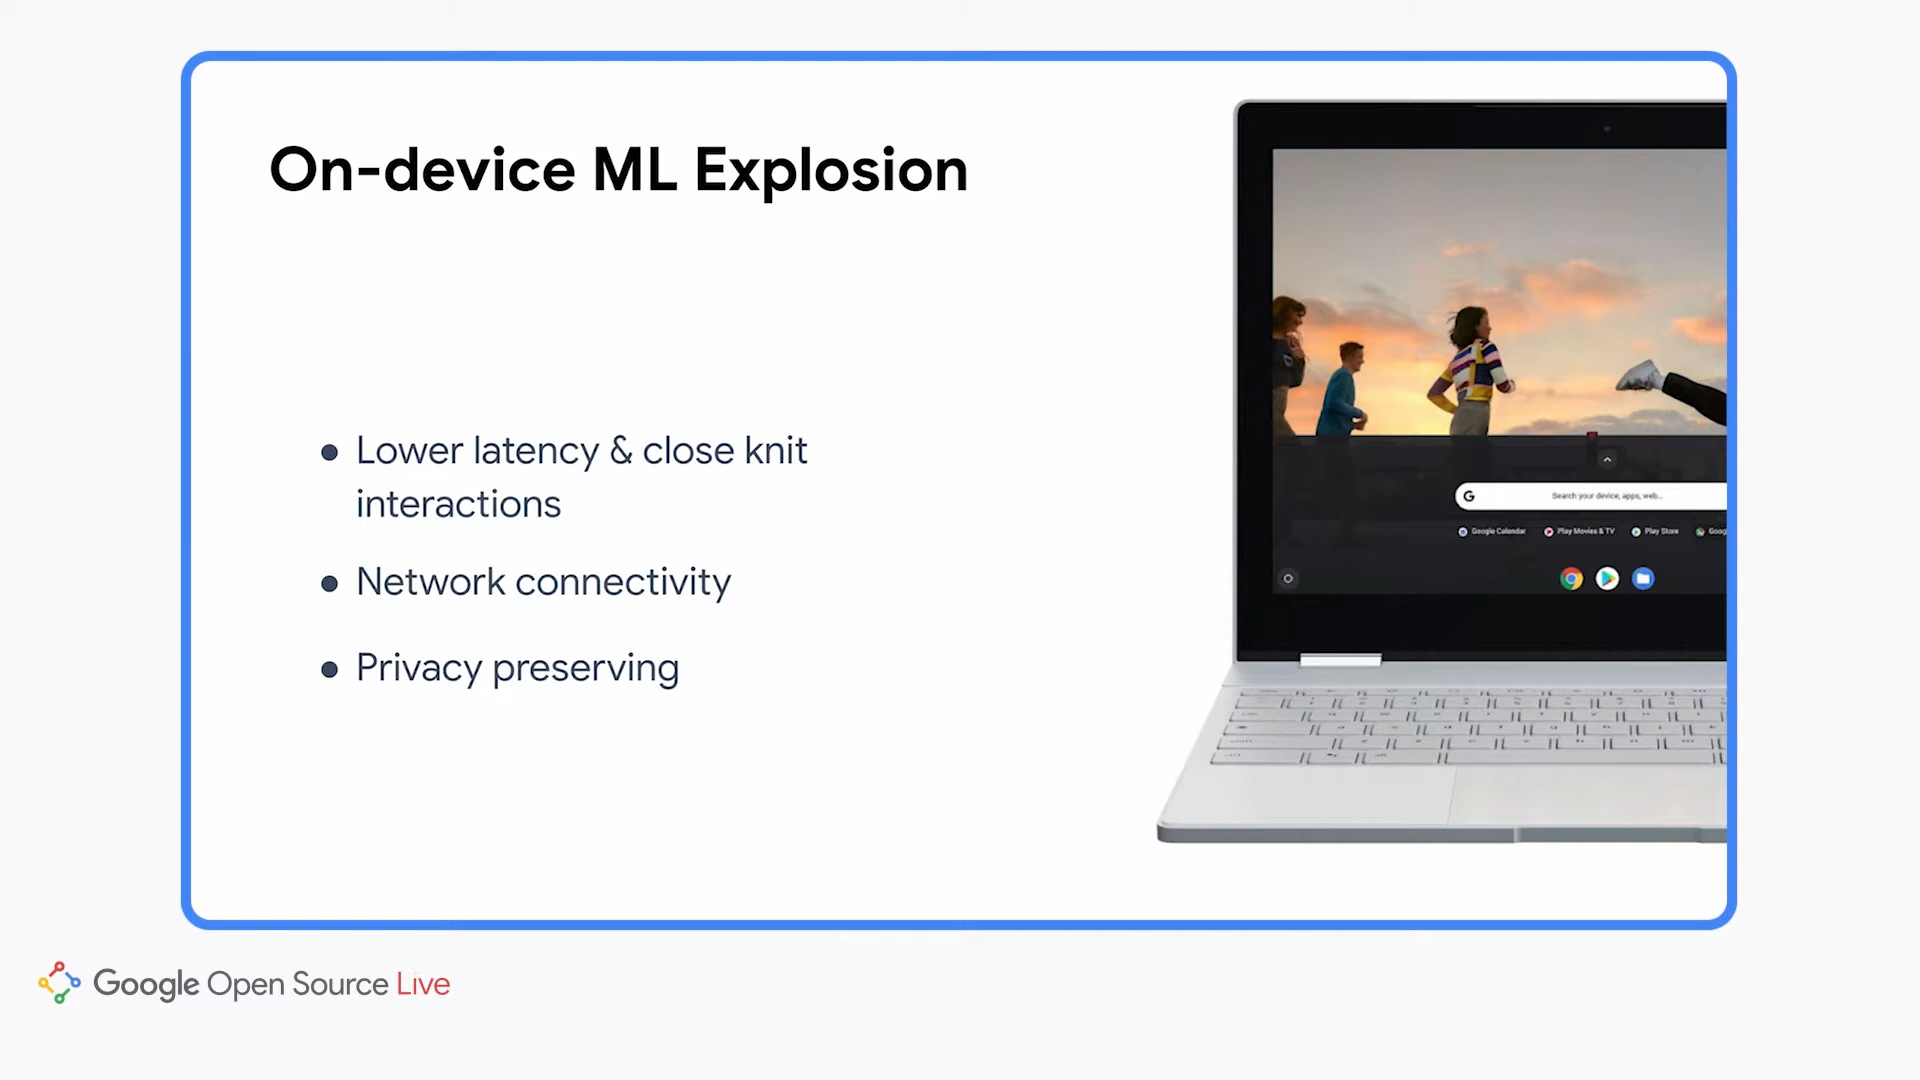 On-device ML Explosion
● Lower latency & close knit
interactions
● Network connectivity
● Privacy preserving
G Search your device, apps, web...
Google Calendar Play Movies & TV Play Store Goog
Google Open Source Live